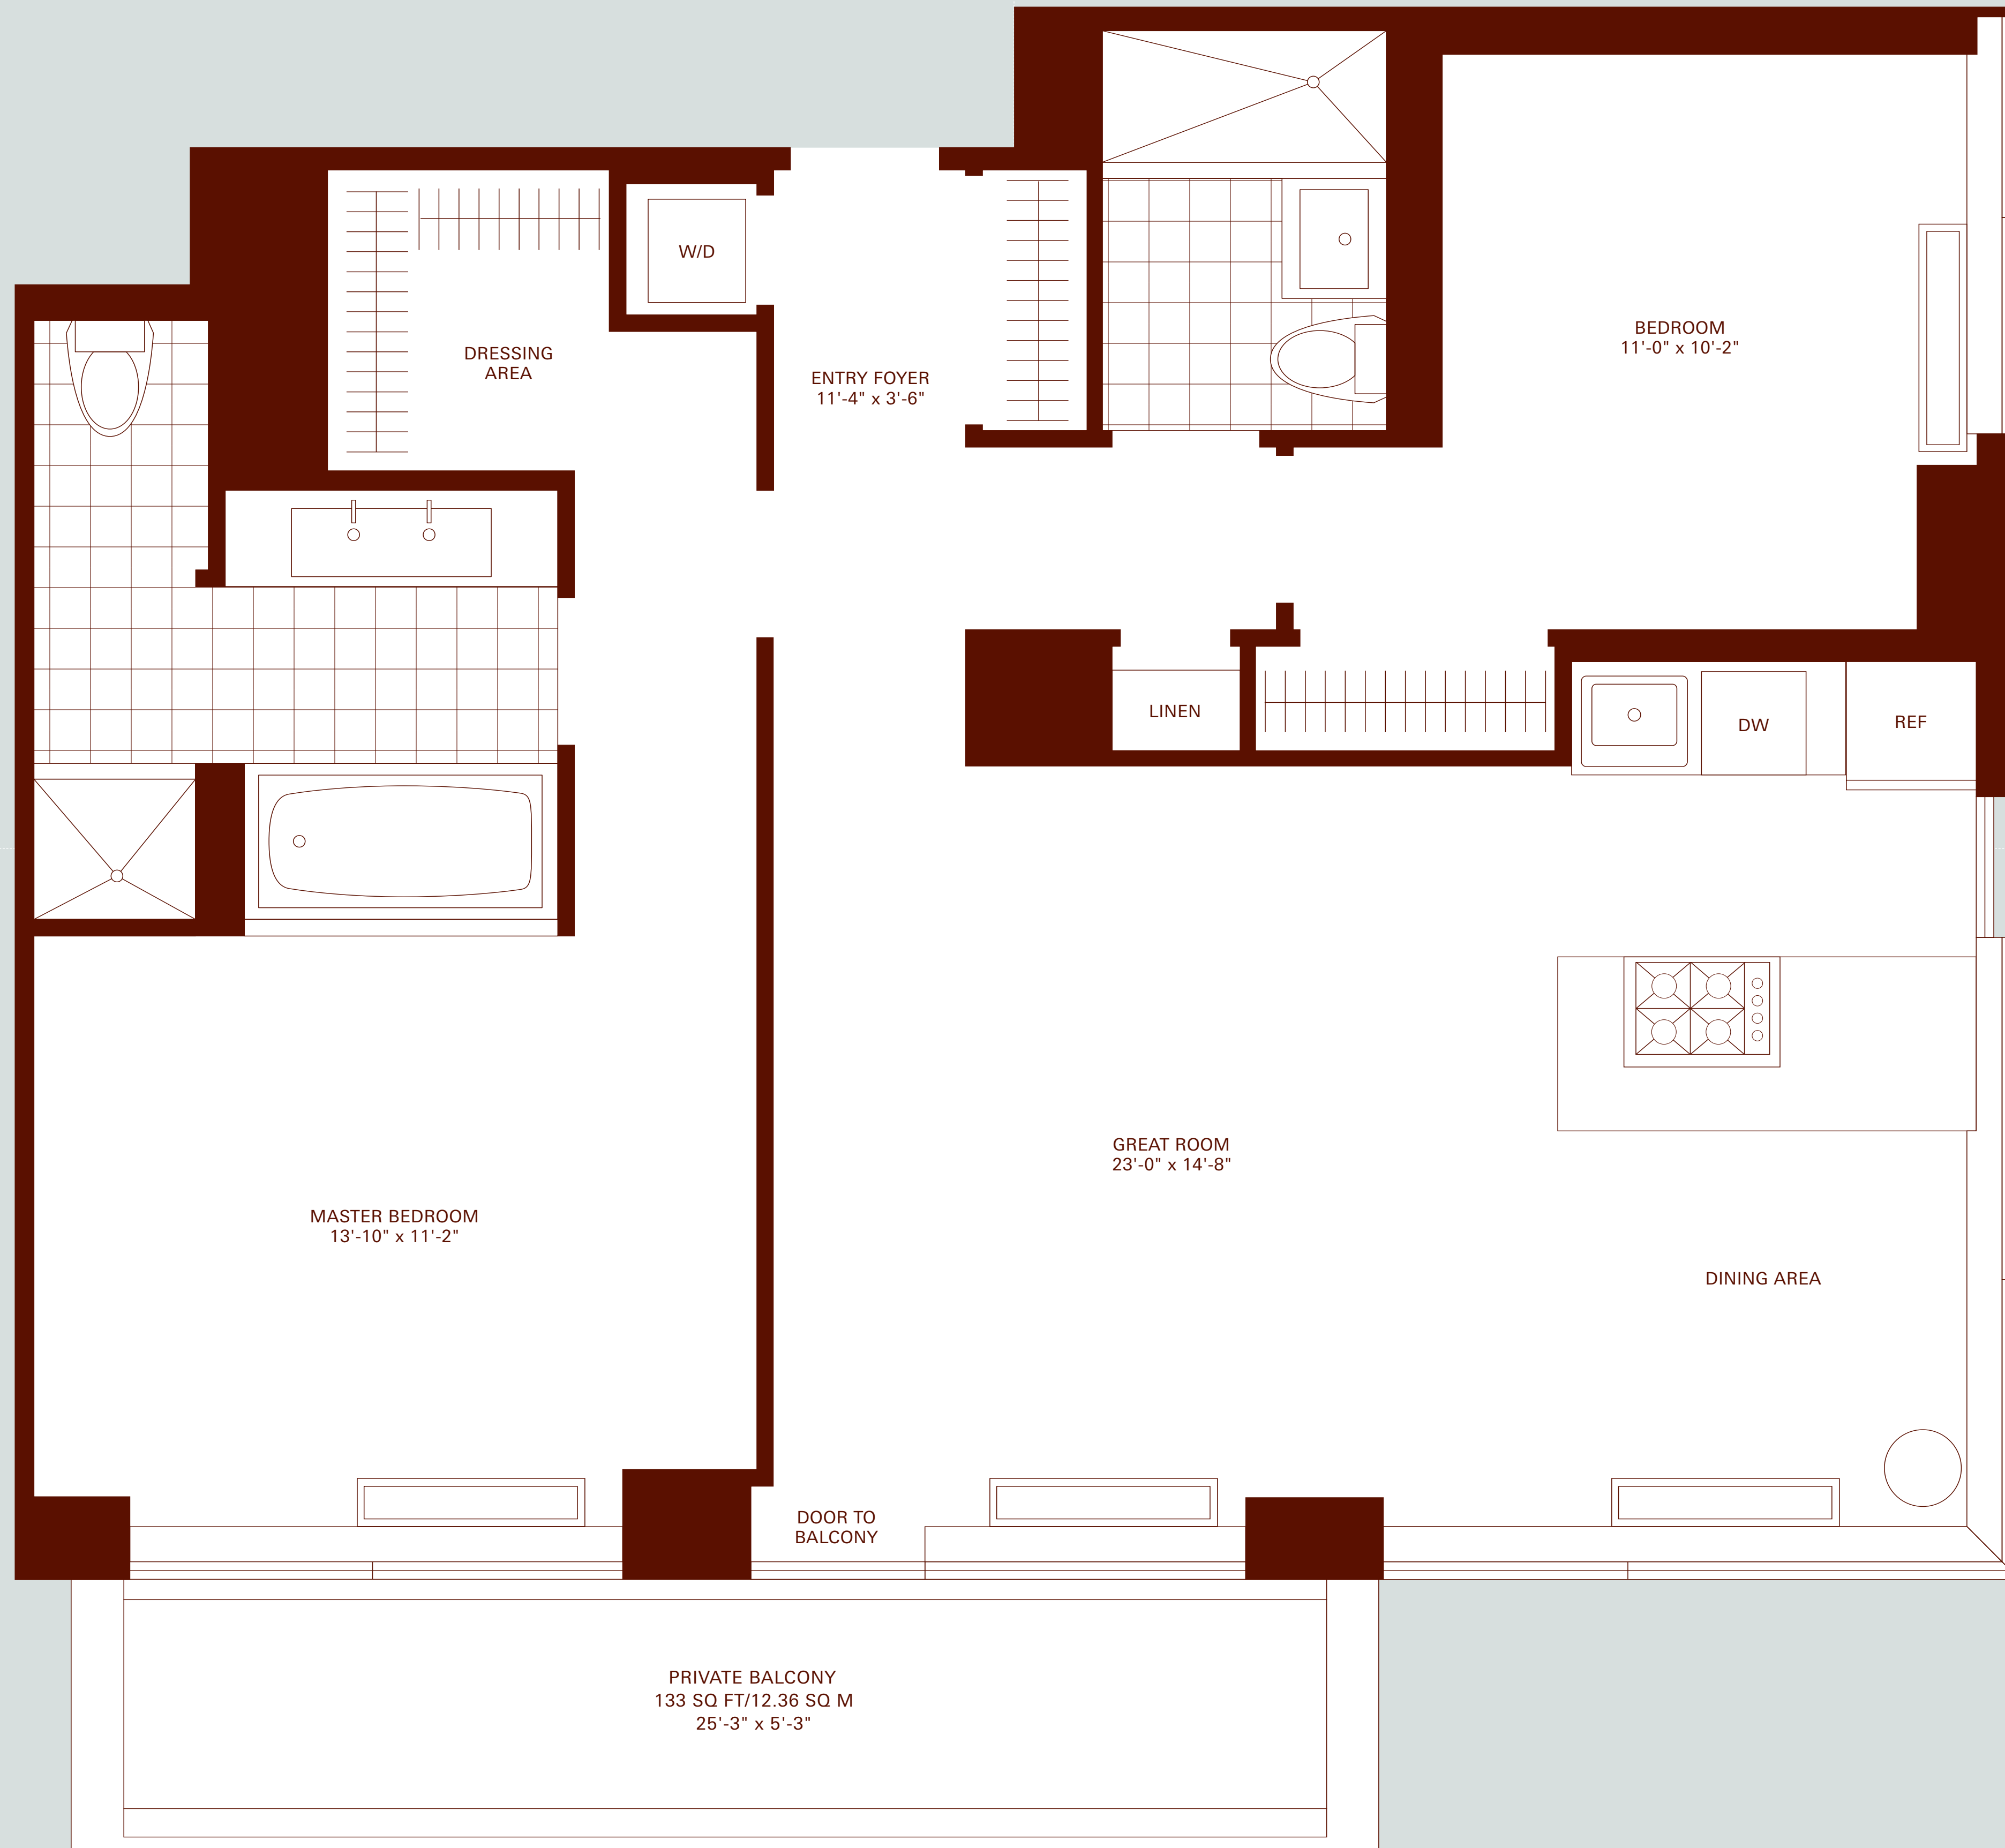 W/D
DRESSING
AREA
ENTRY FOYER
11'-4" x 3'-6"
BEDROOM
11'-0" x 10'-2"
LINEN
DW
REF
GREAT ROOM
23'-0" x 14'-8"
MASTER BEDROOM
13'-10" x 11'-2"
DINING AREA
DOOR TO
BALCONY
PRIVATE BALCONY
133 SQ FT/12.36 SQ M
25'-3" x 5'-3"